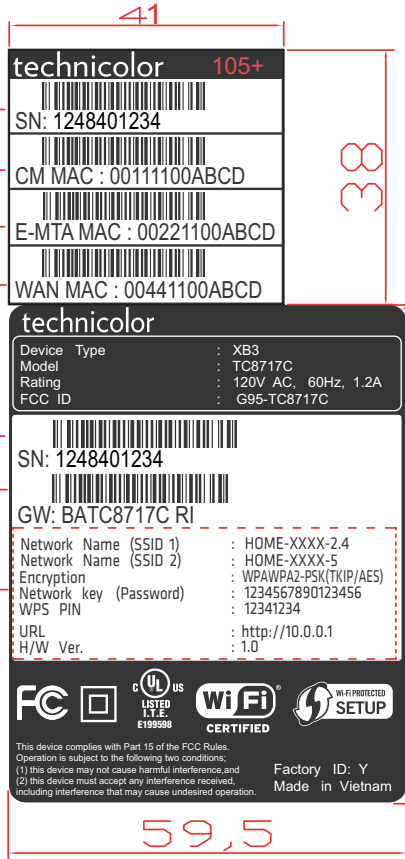 41
technicolor 105+
SN: 1248401234
CM MAC : 00111100ABCD
E-MTA MAC : 00221100ABCD
WAN MAC : 00441100ABCD
38
technicolor
Device Type : XB3
Model : TC8717C
Rating : 120V AC, 60Hz, 1.2A
FCC ID : G95-TC8717C
SN: 1248401234
GW: BATC8717C RI
Network Name (SSID 1) : HOME-XXXX-2.4
Network Name (SSID 2) : HOME-XXXX-5
Encryption : WPAWPA2-PSK(TKIP/AES)
Network key (Password) : 1234567890123456
WPS PIN : 12341234
URL : http://10.0.0.1
H/W Ver. : 1.0
FC
C UL US
LISTED
I.T.E.
E199598
Wi Fi®
CERTIFIED
WI-FI PROTECTED
SETUP
This device complies with Part 15 of the FCC Rules.
Operation is subject to the following two conditions;
(1) this device may not cause harmful interference,and
(2) this device must accept any interference received,
including interference that may cause undesired operation.
Factory ID: Y
Made in Vietnam
59,5